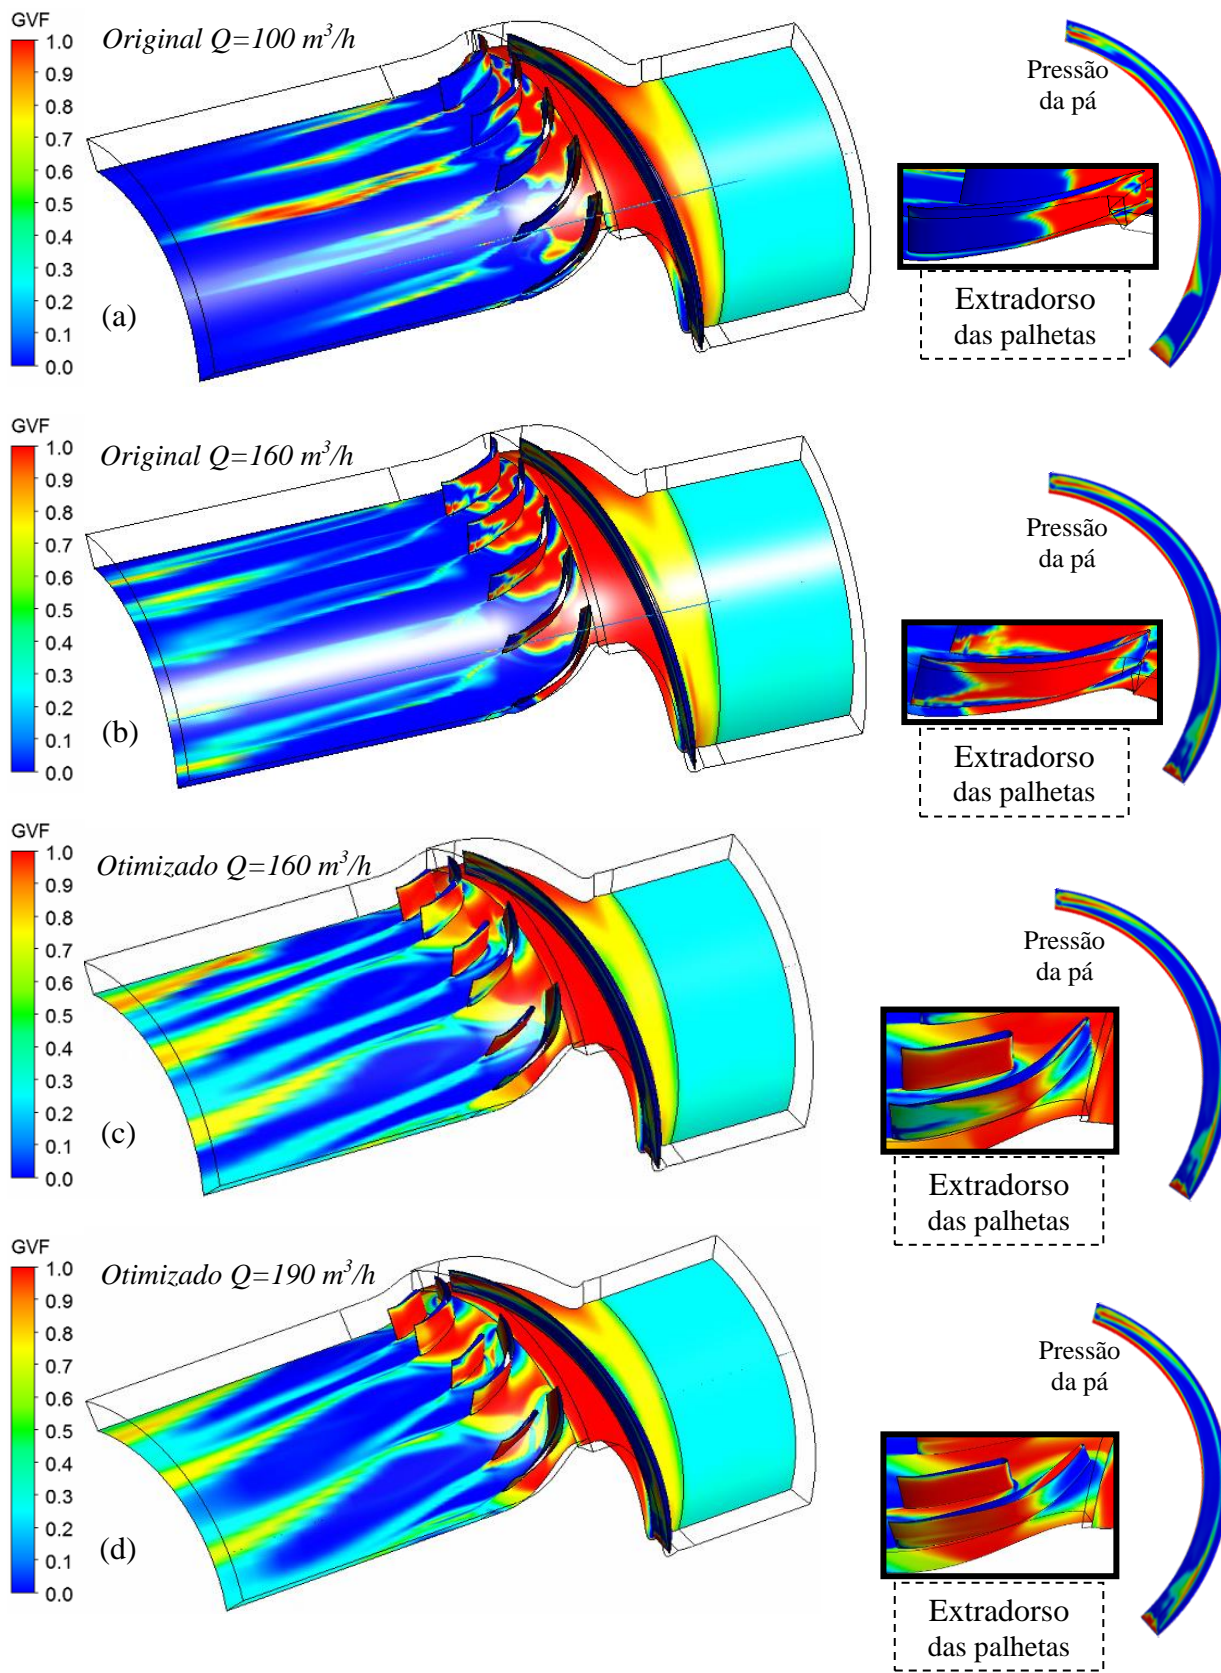 GVF
1.0
0.9
0.8
0.7
0.6
0.5
0.4
0.3
0.2
0.1
0.0
Original Q=100 m³/h
(a)
Pressão
da pá
Extradorso
das palhetas
GVF
1.0
0.9
0.8
0.7
0.6
0.5
0.4
0.3
0.2
0.1
0.0
Original Q=160 m³/h
(b)
Pressão
da pá
Extradorso
das palhetas
GVF
1.0
0.9
0.8
0.7
0.6
0.5
0.4
0.3
0.2
0.1
0.0
Otimizado Q=160 m³/h
(c)
Pressão
da pá
Extradorso
das palhetas
GVF
1.0
0.9
0.8
0.7
0.6
0.5
0.4
0.3
0.2
0.1
0.0
Otimizado Q=190 m³/h
(d)
Pressão
da pá
Extradorso
das palhetas